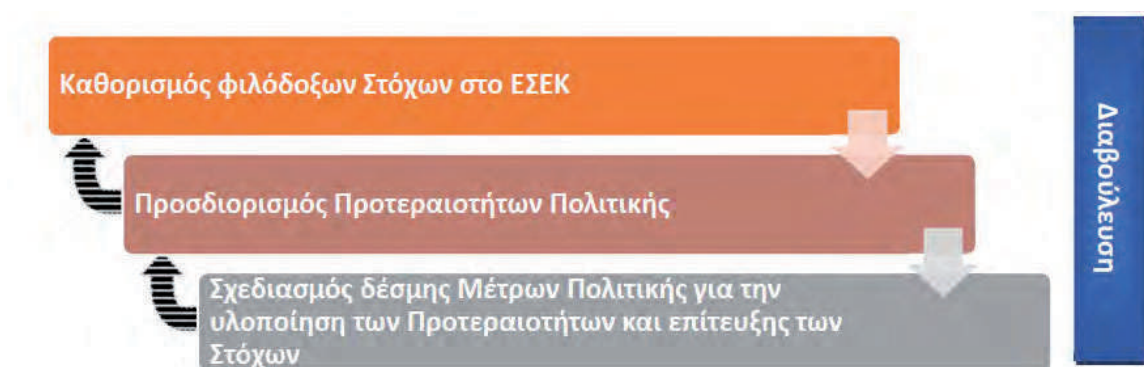 Καθορισμός φιλόδοξων Στόχων στο ΕΣΕΚ
Προσδιορισμός Προτεραιοτήτων Πολιτικής
Σχεδιασμός δέσμης Μέτρων Πολιτικής για την
υλοποίηση των Προτεραιοτήτων και επίτευξης των
Στόχων
Διαβούλευση